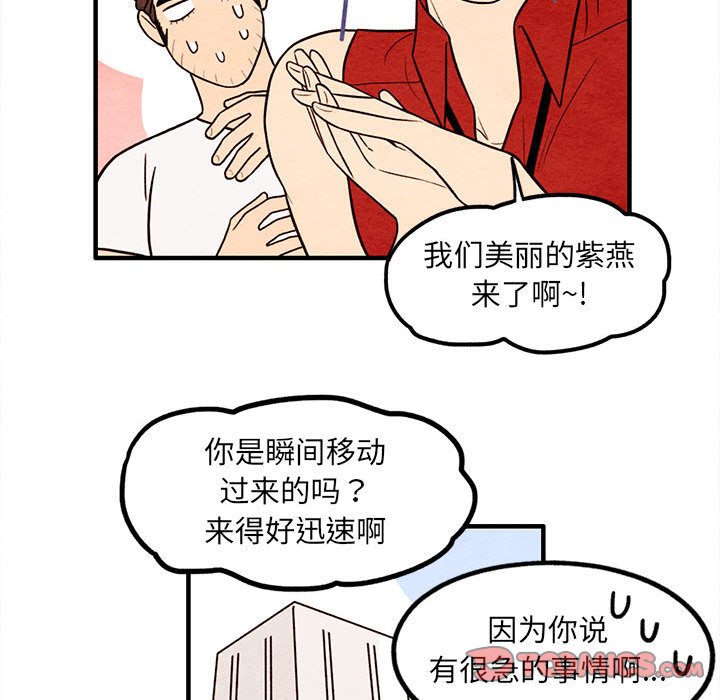 我们美丽的紫燕
来了啊~!
你是瞬间移动
过来的吗?
来得好迅速啊
因为你说
有很急的事情啊...